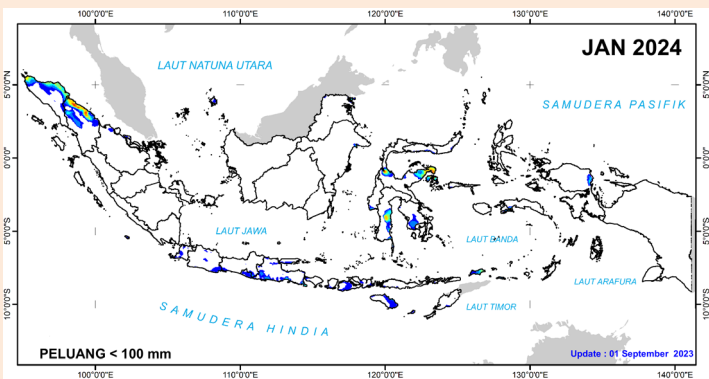 100°0'0"E 110°0'0"E 120°0'0"E 130°0'0"E 140°0'0"E
JAN 2024
LAUT NATUNA UTARA
5°0'0"N 5°0'0"N
SAMUDERA PASIFIK
0°0'0" 0°0'0"
LAUT JAWA
LAUT BANDA
5°0'0"S 5°0'0"S
LAUT ARAFURA
SAMUDERA HINDIA
LAUT TIMOR
10°0'0"S 10°0'0"S
PELUANG < 100 mm
Update : 01 September 2023
100°0'0"E 110°0'0"E 120°0'0"E 130°0'0"E 140°0'0"E